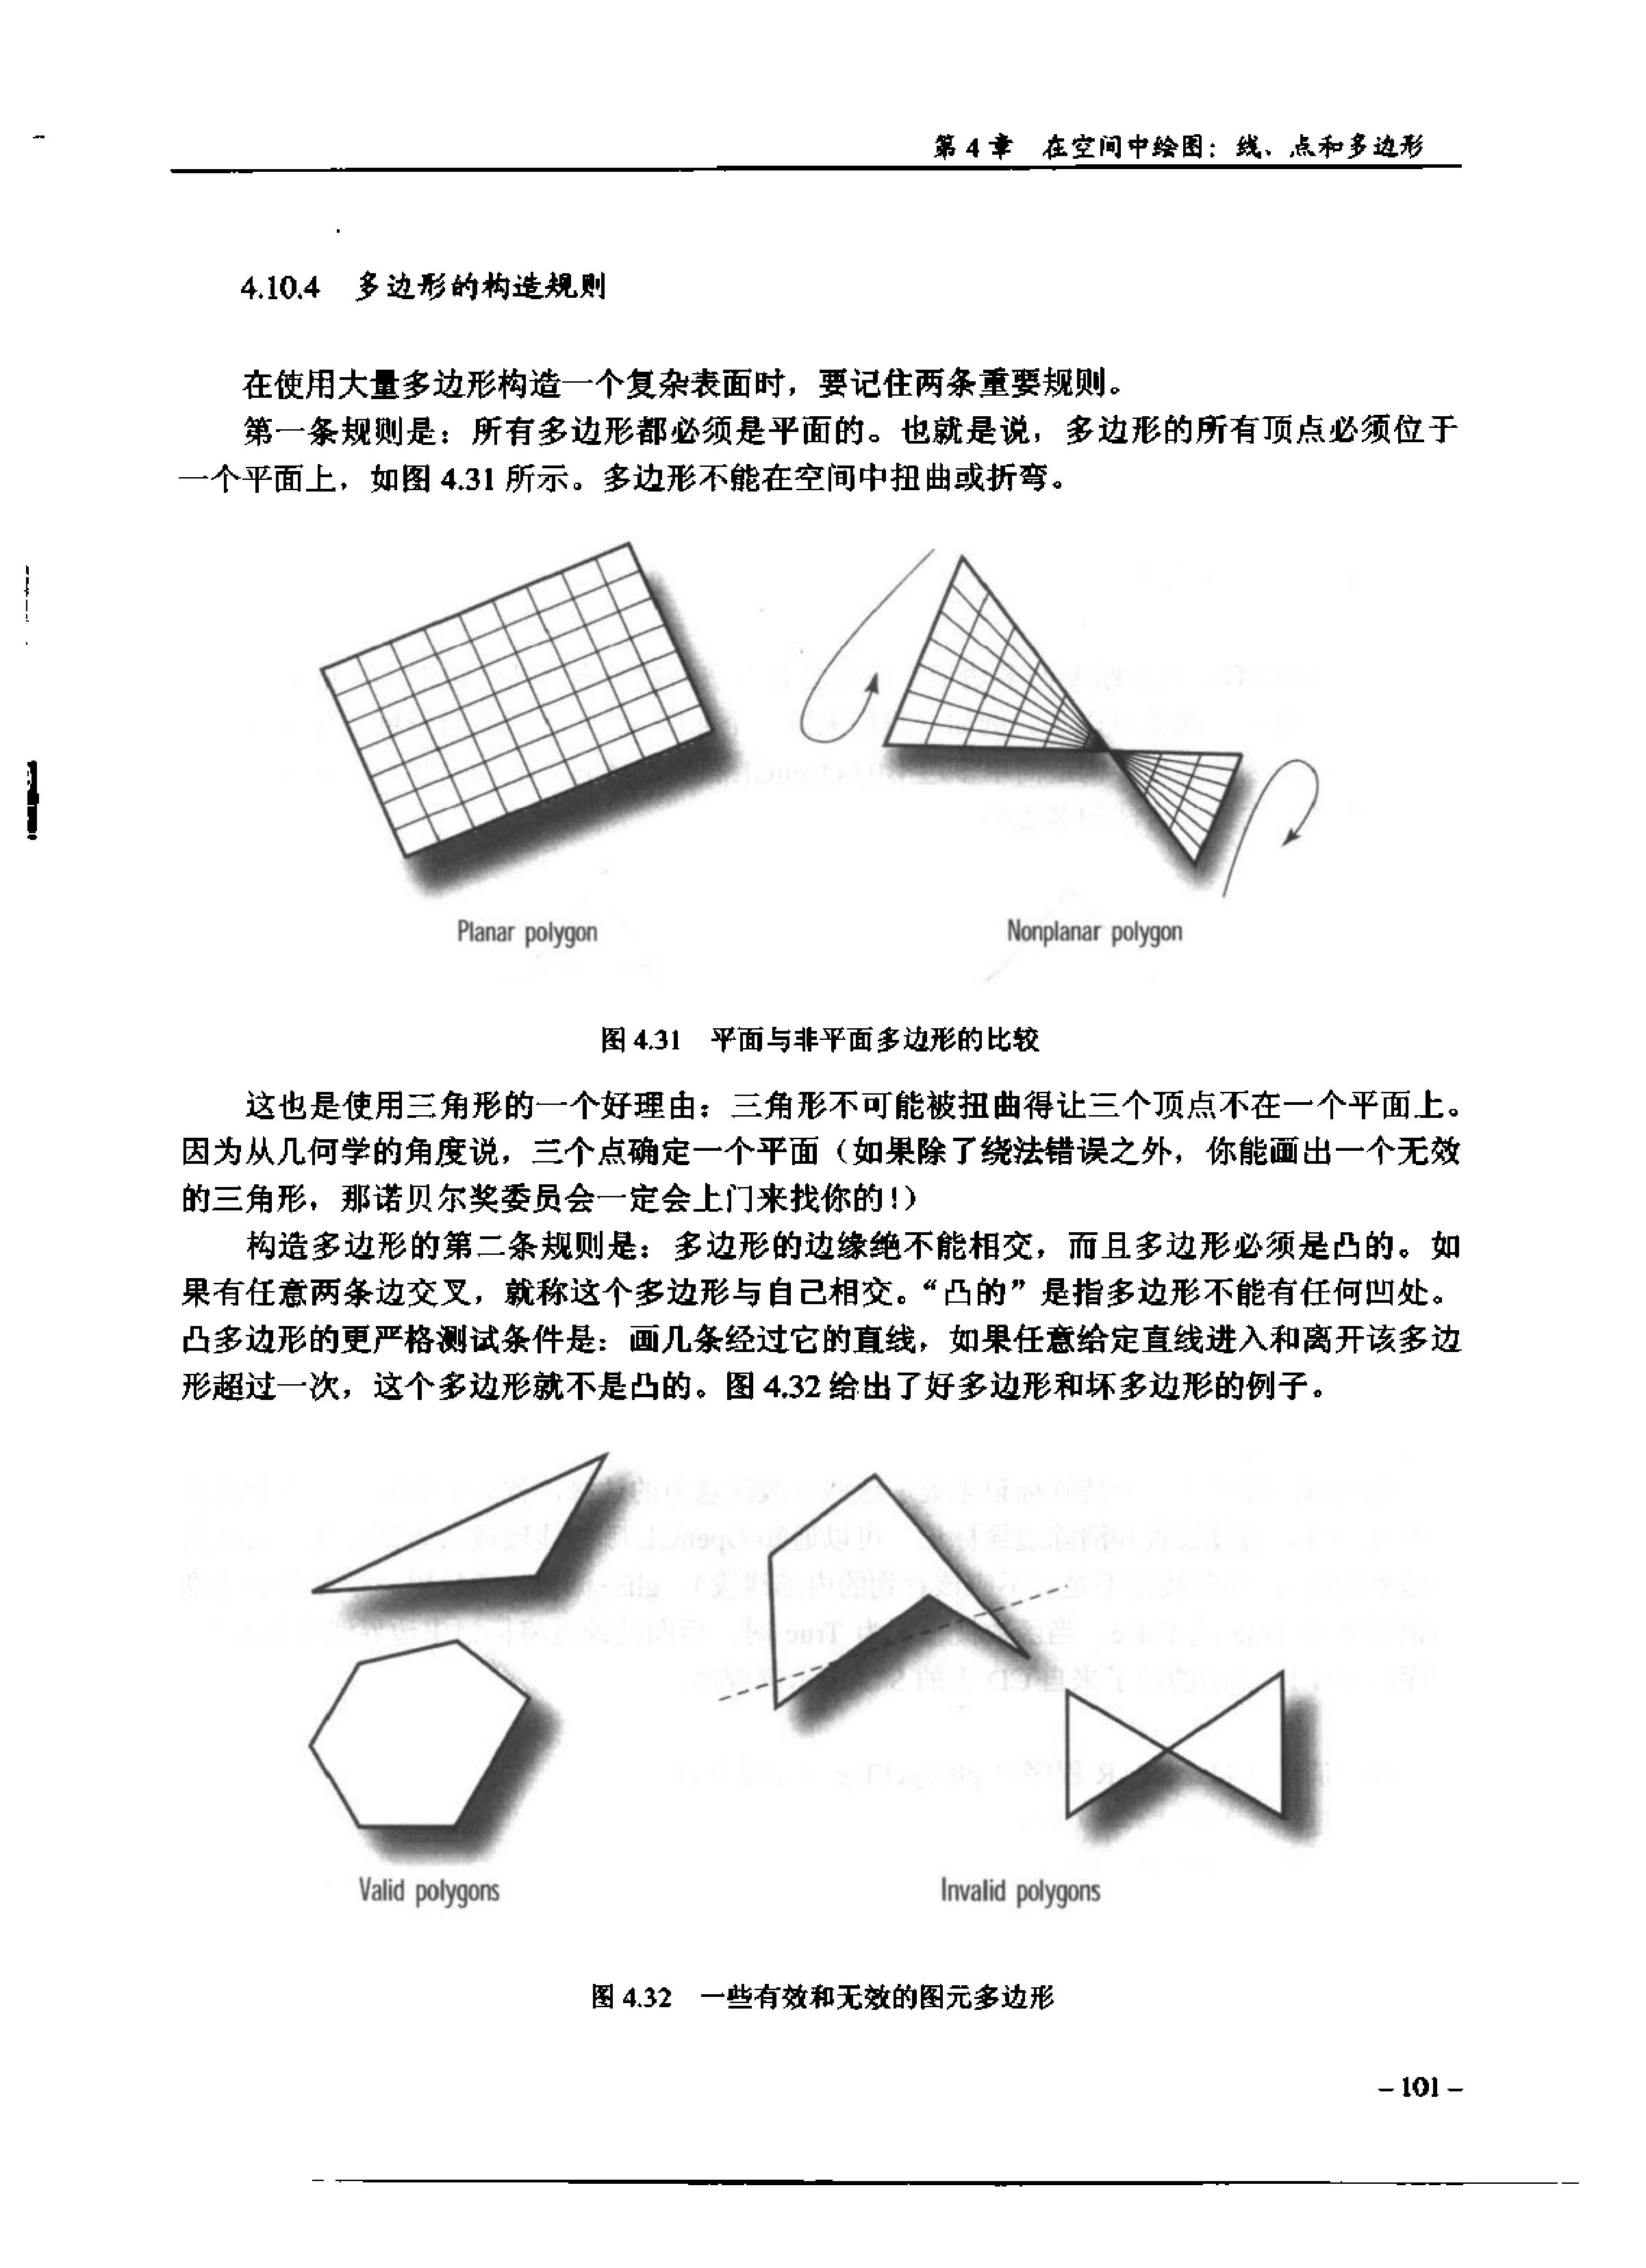 第 4 章　在空间中绘图：线、点和多边形
4.10.4　多边形的构造规则
在使用大量多边形构造一个复杂表面时，要记住两条重要规则。
第一条规则是：所有多边形都必须是平面的。也就是说，多边形的所有顶点必须位于
一个平面上，如图 4.31 所示。多边形不能在空间中扭曲或折弯。
Planar polygon
Nonplanar polygon
图 4.31　平面与非平面多边形的比较
这也是使用三角形的一个好理由：三角形不可能被扭曲得让三个顶点不在一个平面上。
因为从几何学的角度说，三个点确定一个平面（如果除了绕法错误之外，你能画出一个无效
的三角形，那诺贝尔奖委员会一定会上门来找你的！）
构造多边形的第二条规则是：多边形的边缘绝不能相交，而且多边形必须是凸的。如
果有任意两条边交叉，就称这个多边形与自己相交。“凸的”是指多边形不能有任何凹处。
凸多边形的更严格测试条件是：画几条经过它的直线，如果任意给定直线进入和离开该多边
形超过一次，这个多边形就不是凸的。图 4.32 给出了好多边形和坏多边形的例子。
Valid polygons
Invalid polygons
图 4.32　一些有效和无效的图元多边形
– 101 –